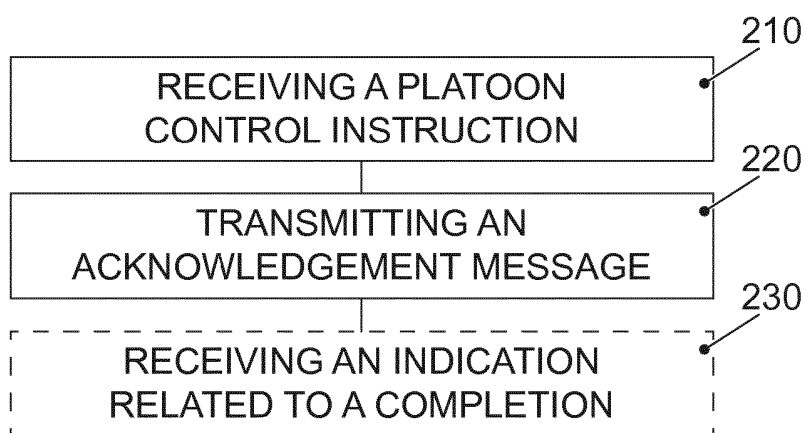 210
RECEIVING A PLATOON
CONTROL INSTRUCTION
220
TRANSMITTING AN
ACKNOWLEDGEMENT MESSAGE
230
RECEIVING AN INDICATION
RELATED TO A COMPLETION